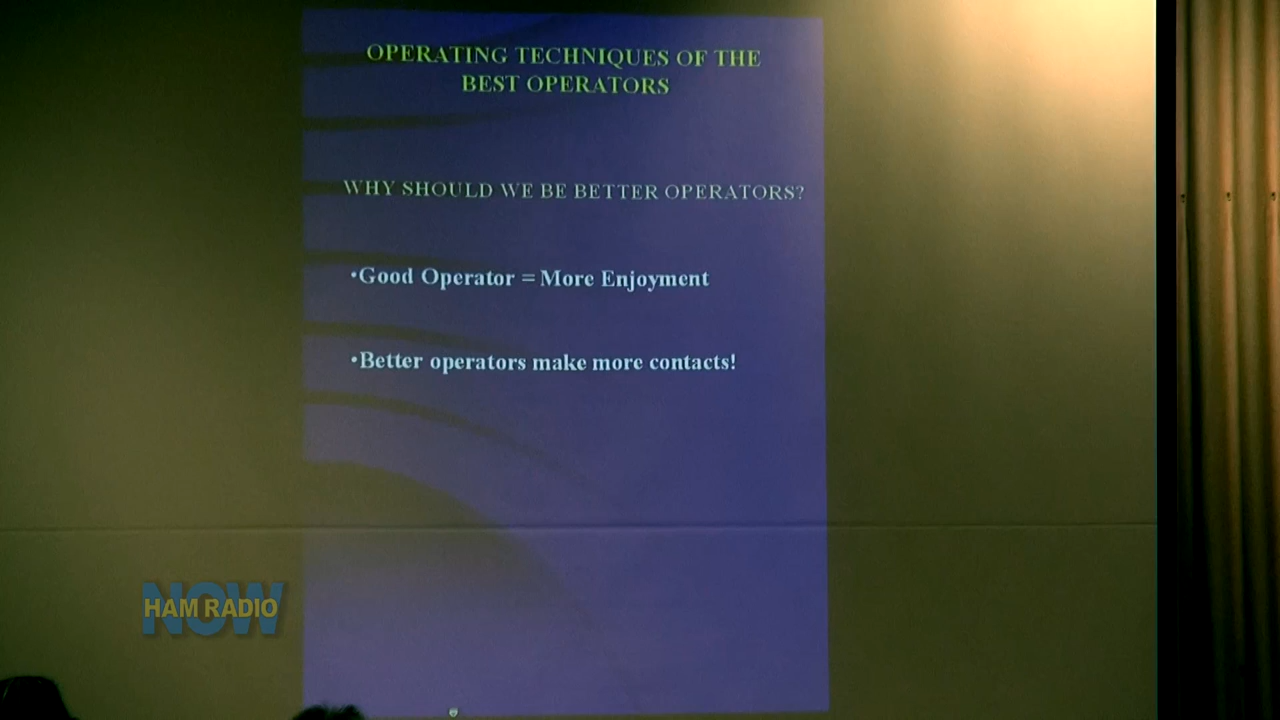 OPERATING TECHNIQUES OF THE
BEST OPERATORS
WHY SHOULD WE BE BETTER OPERATORS?
•Good Operator = More Enjoyment
•Better operators make more contacts!
NOW
HAM RADIO